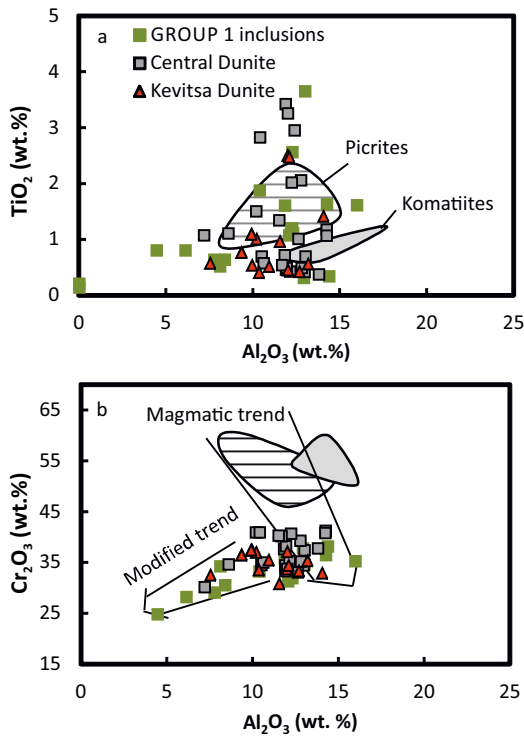 a
GROUP 1 inclusions
Central Dunite
Kevitsa Dunite
Picrites
Komatiites
TiO2 (wt.%)
5
4
3
2
1
0
0 5 10 15 20 25
Al2O3 (wt.%)
b
Magmatic trend
Modified trend
Cr2O3 (wt.%)
65
55
45
35
25
15
0 5 10 15 20 25
Al2O3 (wt. %)